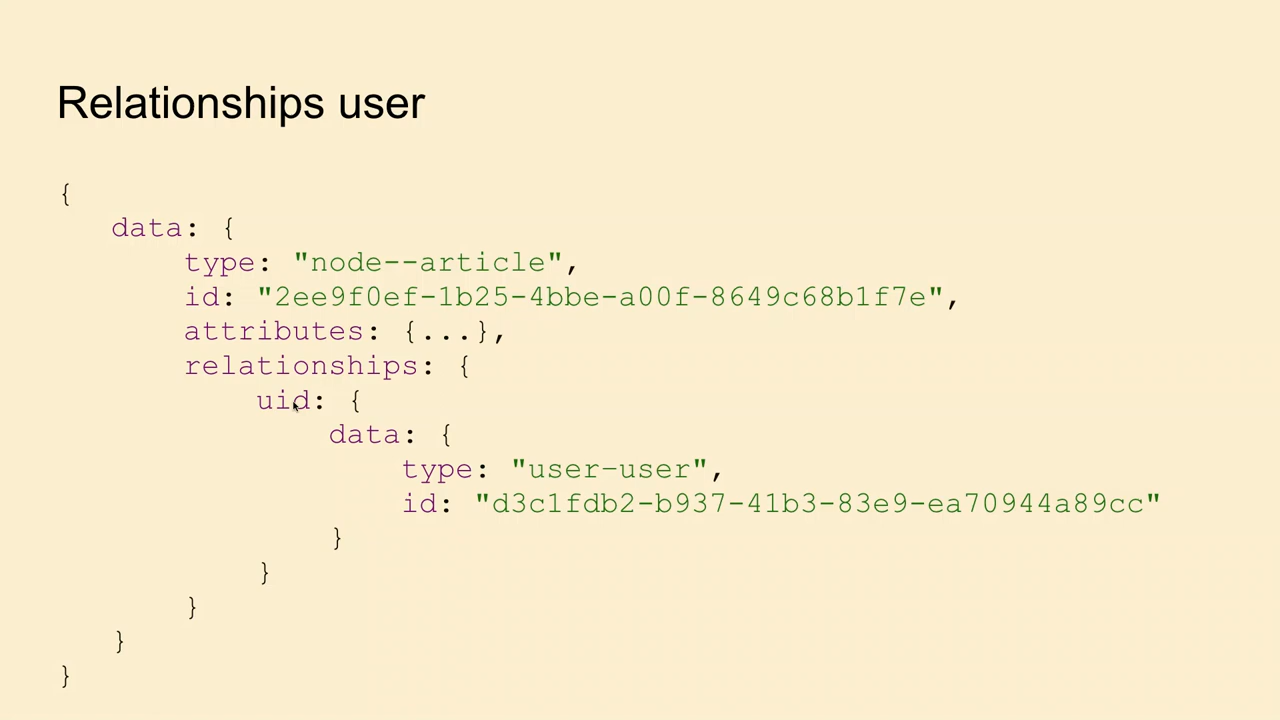 Relationships user
{
data: {
type: "node--article",
id: "2ee9f0ef-1b25-4bbe-a00f-8649c68b1f7e",
attributes: {...},
relationships: {
uid: {
data: {
type: "user–user",
id: "d3c1fdb2-b937-41b3-83e9-ea70944a89cc"
}
}
}
}
}